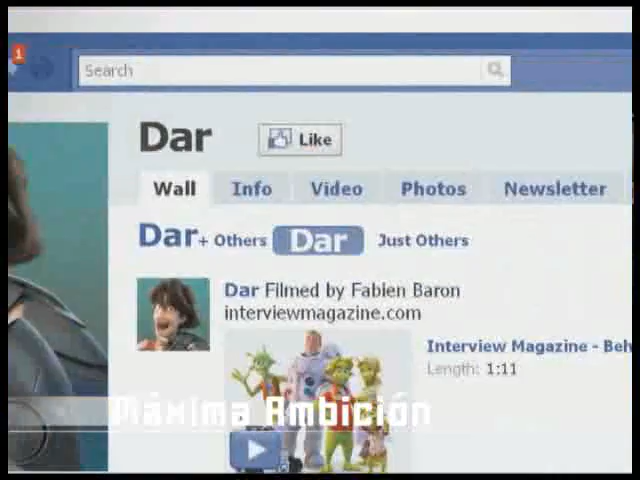 1
Search
Dar
Like
Wall Info Video Photos Newsletter
Dar + Others Dar Just Others
Dar Filmed by Fabien Baron
interviewmagazine.com
Interview Magazine - Beh
Length: 1:11
Máxima Ambición